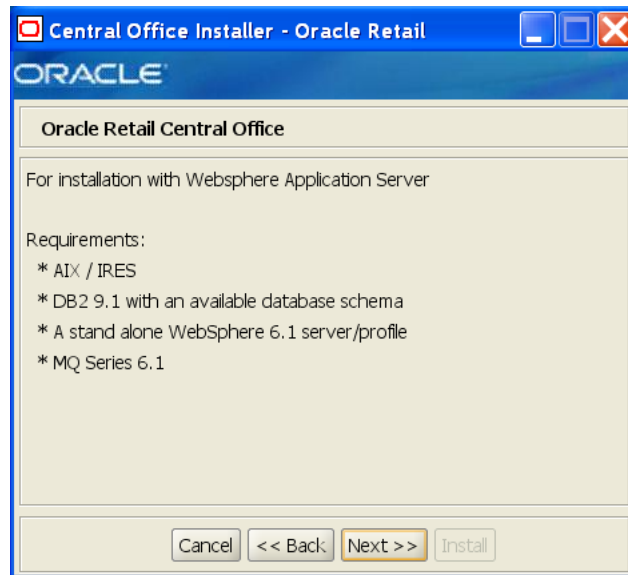 Central Office Installer - Oracle Retail
ORACLE
Oracle Retail Central Office
For installation with Websphere Application Server
Requirements:
* AIX / IRES
* DB2 9.1 with an available database schema
* A stand alone WebSphere 6.1 server/profile
* MQ Series 6.1
Cancel << Back Next >> Install